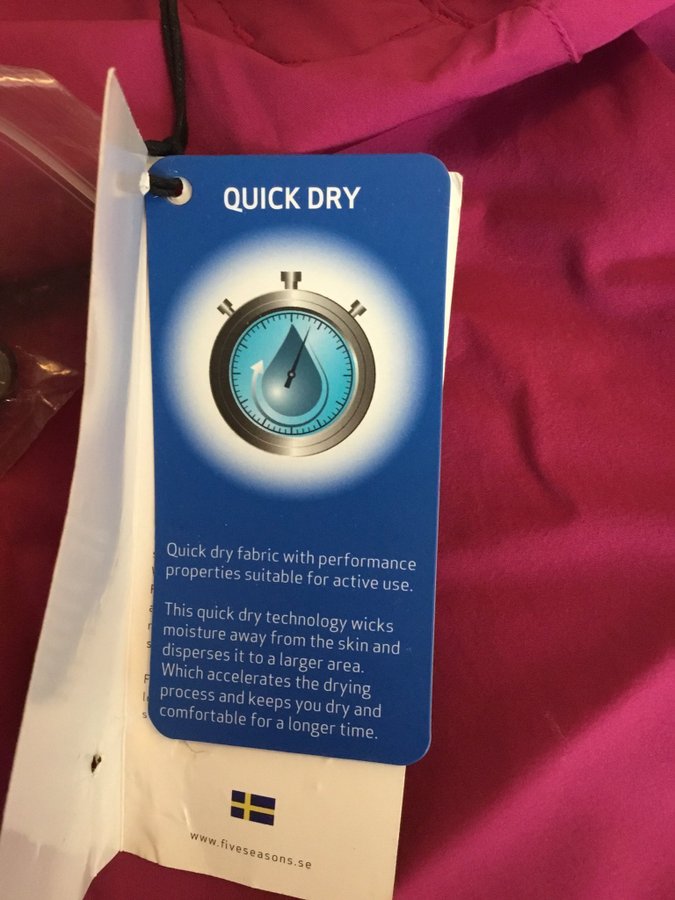 QUICK DRY
Quick dry fabric with performance
properties suitable for active use.
This quick dry technology wicks
moisture away from the skin and
disperses it to a larger area.
Which accelerates the drying
process and keeps you dry and
comfortable for a longer time.
www.fiveseasons.se